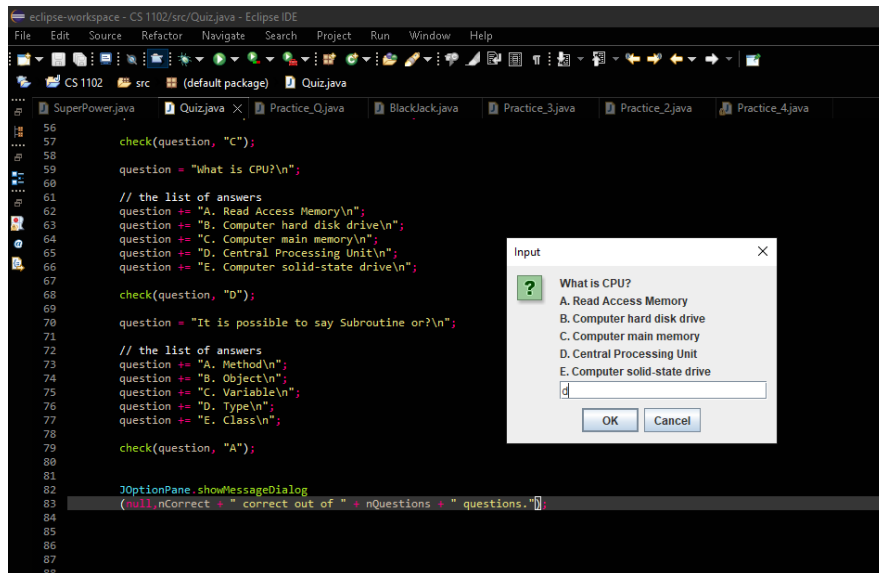 eclipse-workspace - CS 1102/src/Quiz.java - Eclipse IDE
File Edit Source Refactor Navigate Search Project Run Window Help
CS 1102 src (default package) Quiz.java
SuperPower.java Quiz.java Practice_Q.java BlackJack.java Practice_3.java Practice_2.java Practice_4.java
56
57 check(question, "C");
58
59 question = "What is CPU?\n";
60
61 // the list of answers
62 question += "A. Read Access Memory\n";
63 question += "B. Computer hard disk drive\n";
64 question += "C. Computer main memory\n";
65 question += "D. Central Processing Unit\n";
66 question += "E. Computer solid-state drive\n";
67
68 check(question, "D");
69
70 question = "It is possible to say Subroutine or?\n";
71
72 // the list of answers
73 question += "A. Method\n";
74 question += "B. Object\n";
75 question += "C. Variable\n";
76 question += "D. Type\n";
77 question += "E. Class\n";
78
79 check(question, "A");
80
81
82 JOptionPane.showMessageDialog
83 (null,nCorrect + " correct out of " + nQuestions + " questions.");
84
85
86
87
88
Input
What is CPU?
A. Read Access Memory
B. Computer hard disk drive
C. Computer main memory
D. Central Processing Unit
E. Computer solid-state drive
d
OK Cancel